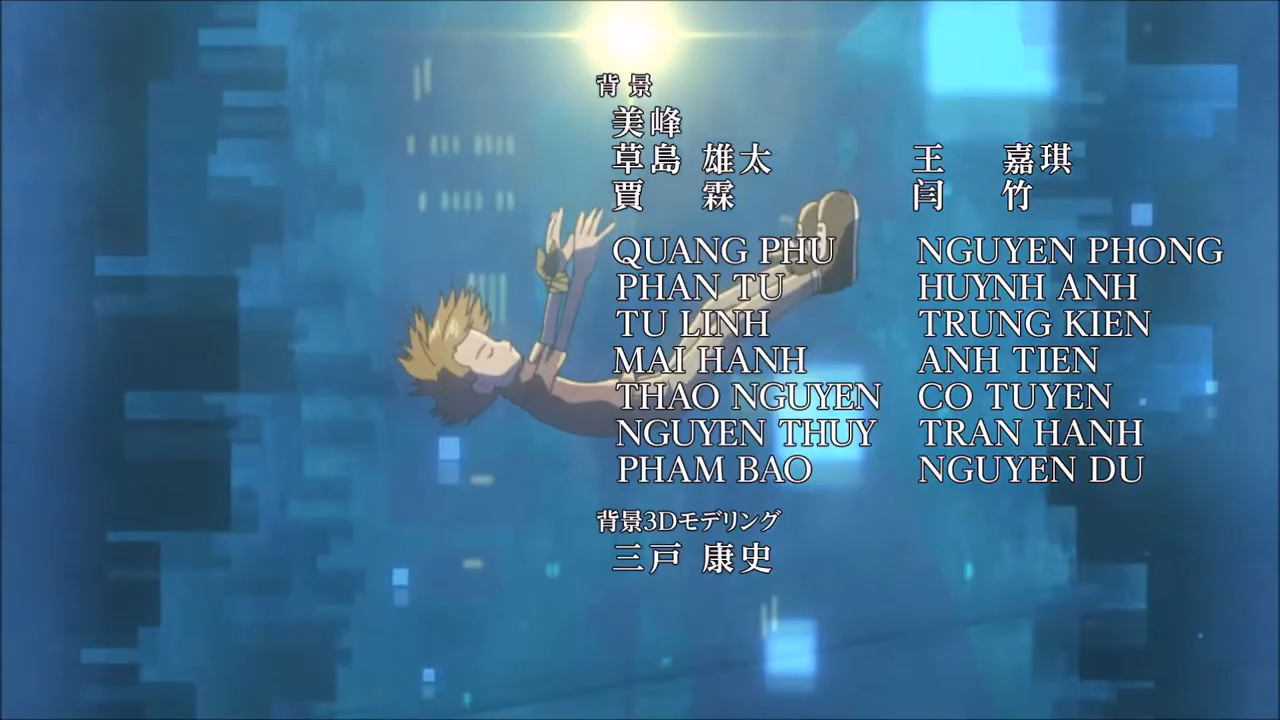 背景
美峰
草島 雄太 王 嘉琪
賈 霖 闫 竹
QUANG PHU NGUYEN PHONG
PHAN TU HUYNH ANH
TU LINH TRUNG KIEN
MAI HANH ANH TIEN
THAO NGUYEN CO TUYEN
NGUYEN THUY TRAN HANH
PHAM BAO NGUYEN DU
背景3Dモデリング
三戸 康史